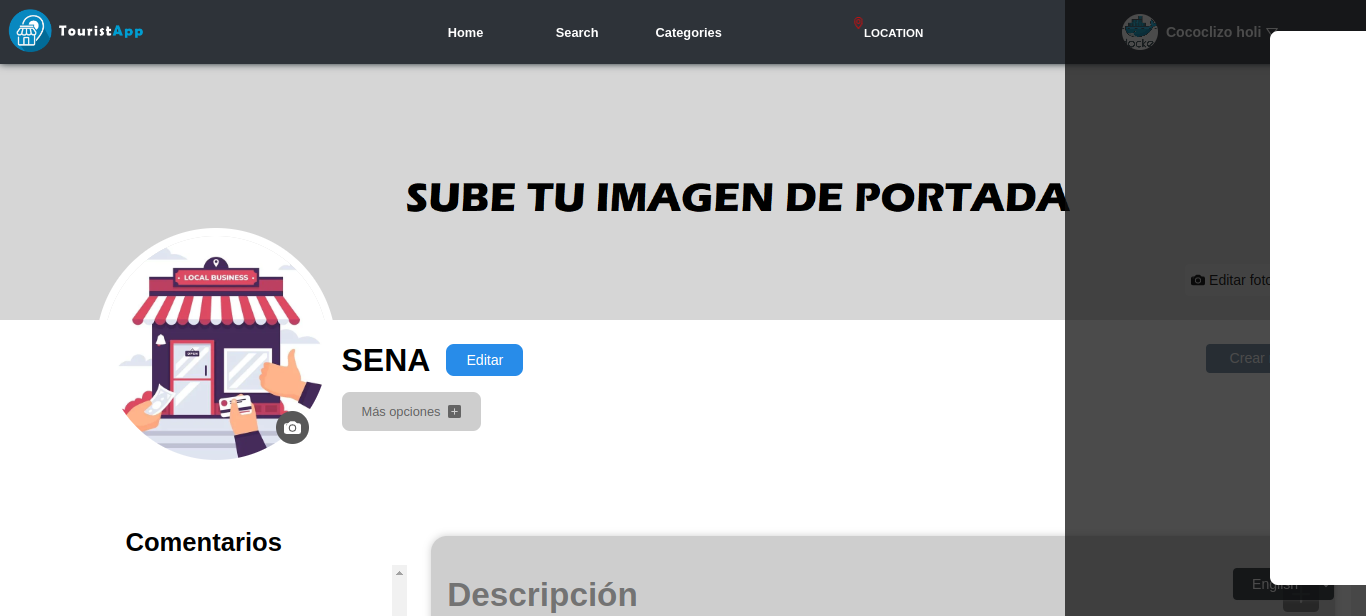 TouristApp
Home
Search
Categories
LOCATION
Cococlizo holi
SUBE TU IMAGEN DE PORTADA
Editar foto
LOCAL BUSINESS
OPEN
SENA
Editar
Crear
Más opciones
Comentarios
Descripción
English